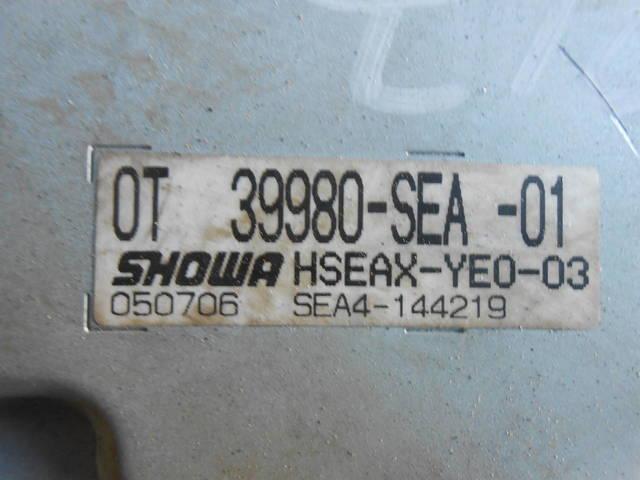 0T 39980-SEA -01
SHOWA HSEAX-YE0-03
050706 SEA4-144219